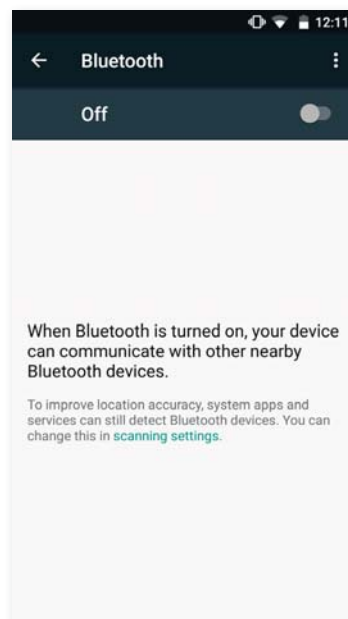 12:11
Bluetooth
Off
When Bluetooth is turned on, your device
can communicate with other nearby
Bluetooth devices.
To improve location accuracy, system apps and
services can still detect Bluetooth devices. You can
change this in scanning settings.